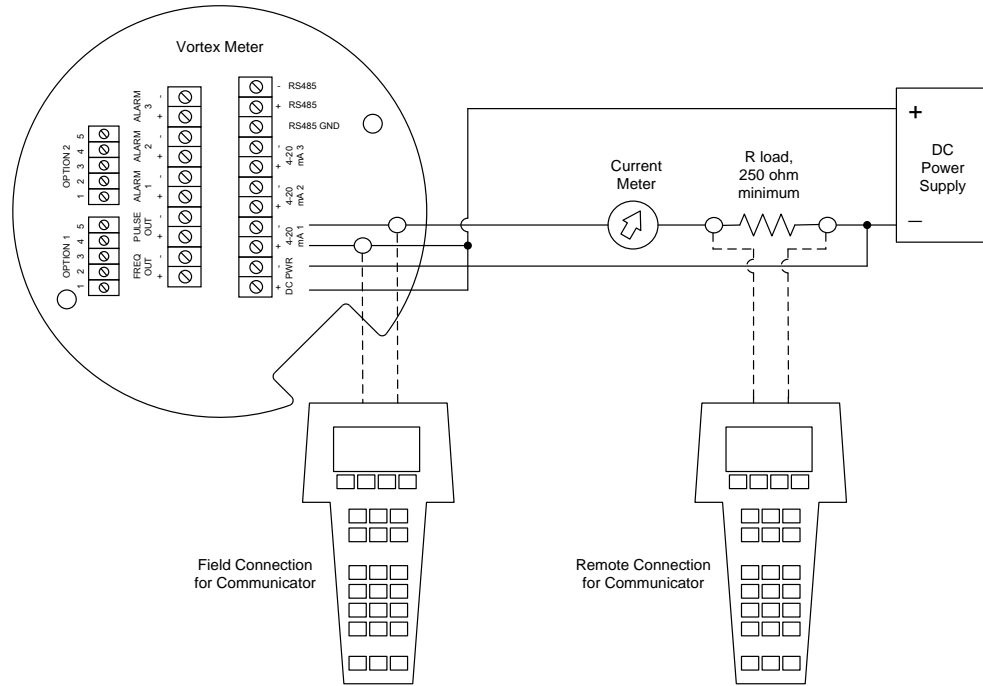 Vortex Meter
- RS485
+ RS485
RS485 GND
- 4-20
+ mA 3
- 4-20
+ mA 2
- 4-20
+ mA 1
- DC PWR
+
ALARM
3
-
+
ALARM
2
-
+
ALARM
1
-
+
PULSE
OUT
-
+
FREQ
OUT
-
+
OPTION 2
5
4
3
2
1
OPTION 1
5
4
3
2
1
Current
Meter
R load,
250 ohm
minimum
+
DC
Power
Supply
–
Field Connection
for Communicator
Remote Connection
for Communicator